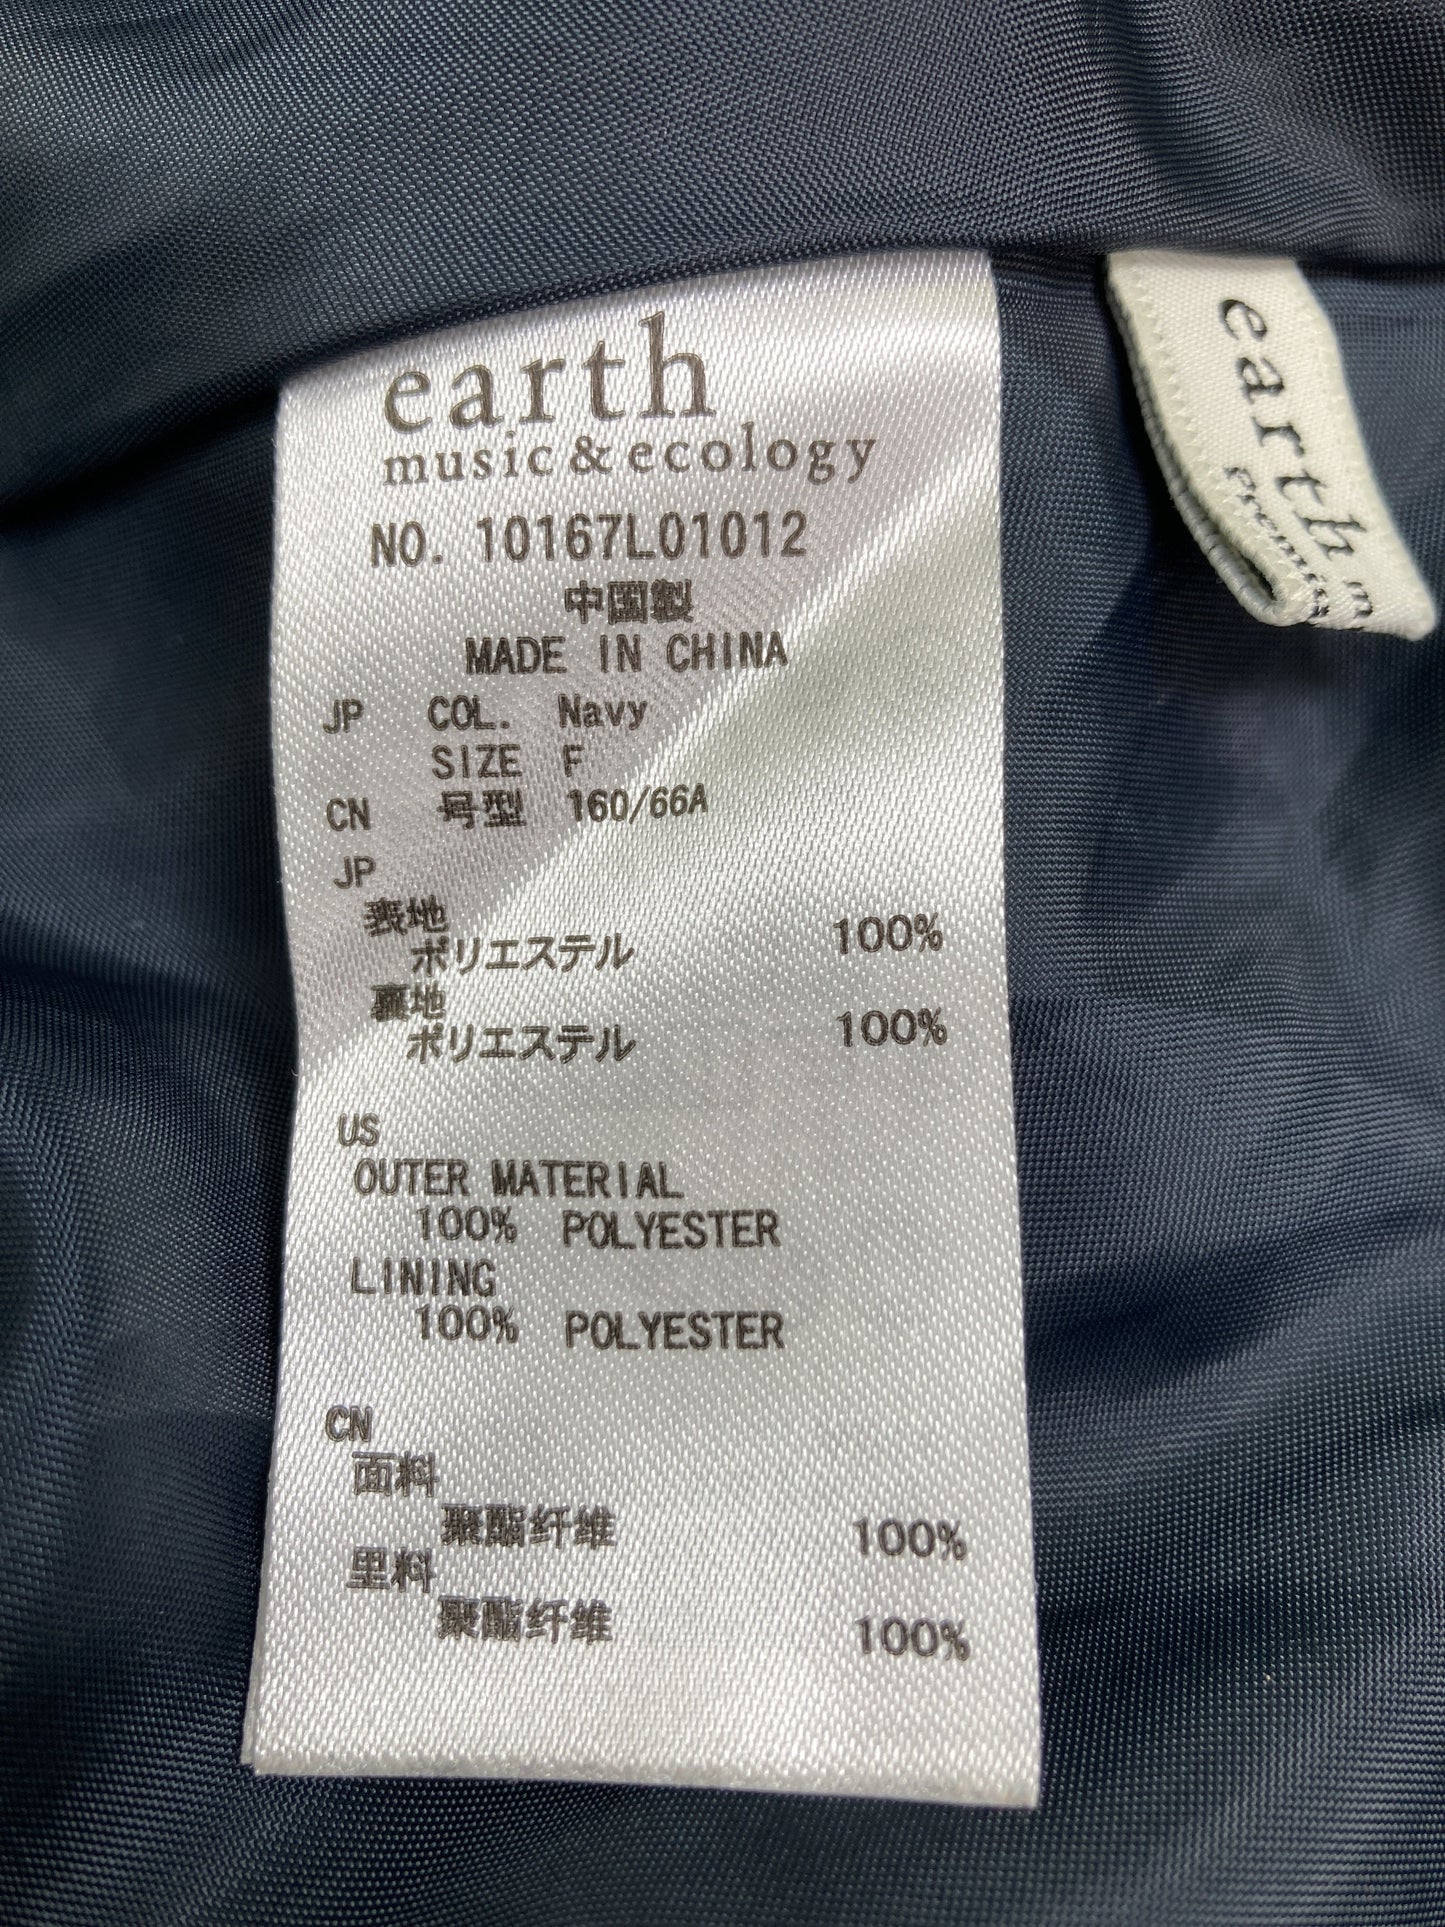 earth
music&ecology
NO. 10167L01012
中国製
MADE IN CHINA
JP COL. Navy
SIZE F
CN 号型 160/66A
JP
表地
ポリエステル 100%
裏地
ポリエステル 100%
US
OUTER MATERIAL
100% POLYESTER
LINING
100% POLYESTER
CN
面料
聚酯纤维 100%
里料
聚酯纤维 100%
earth